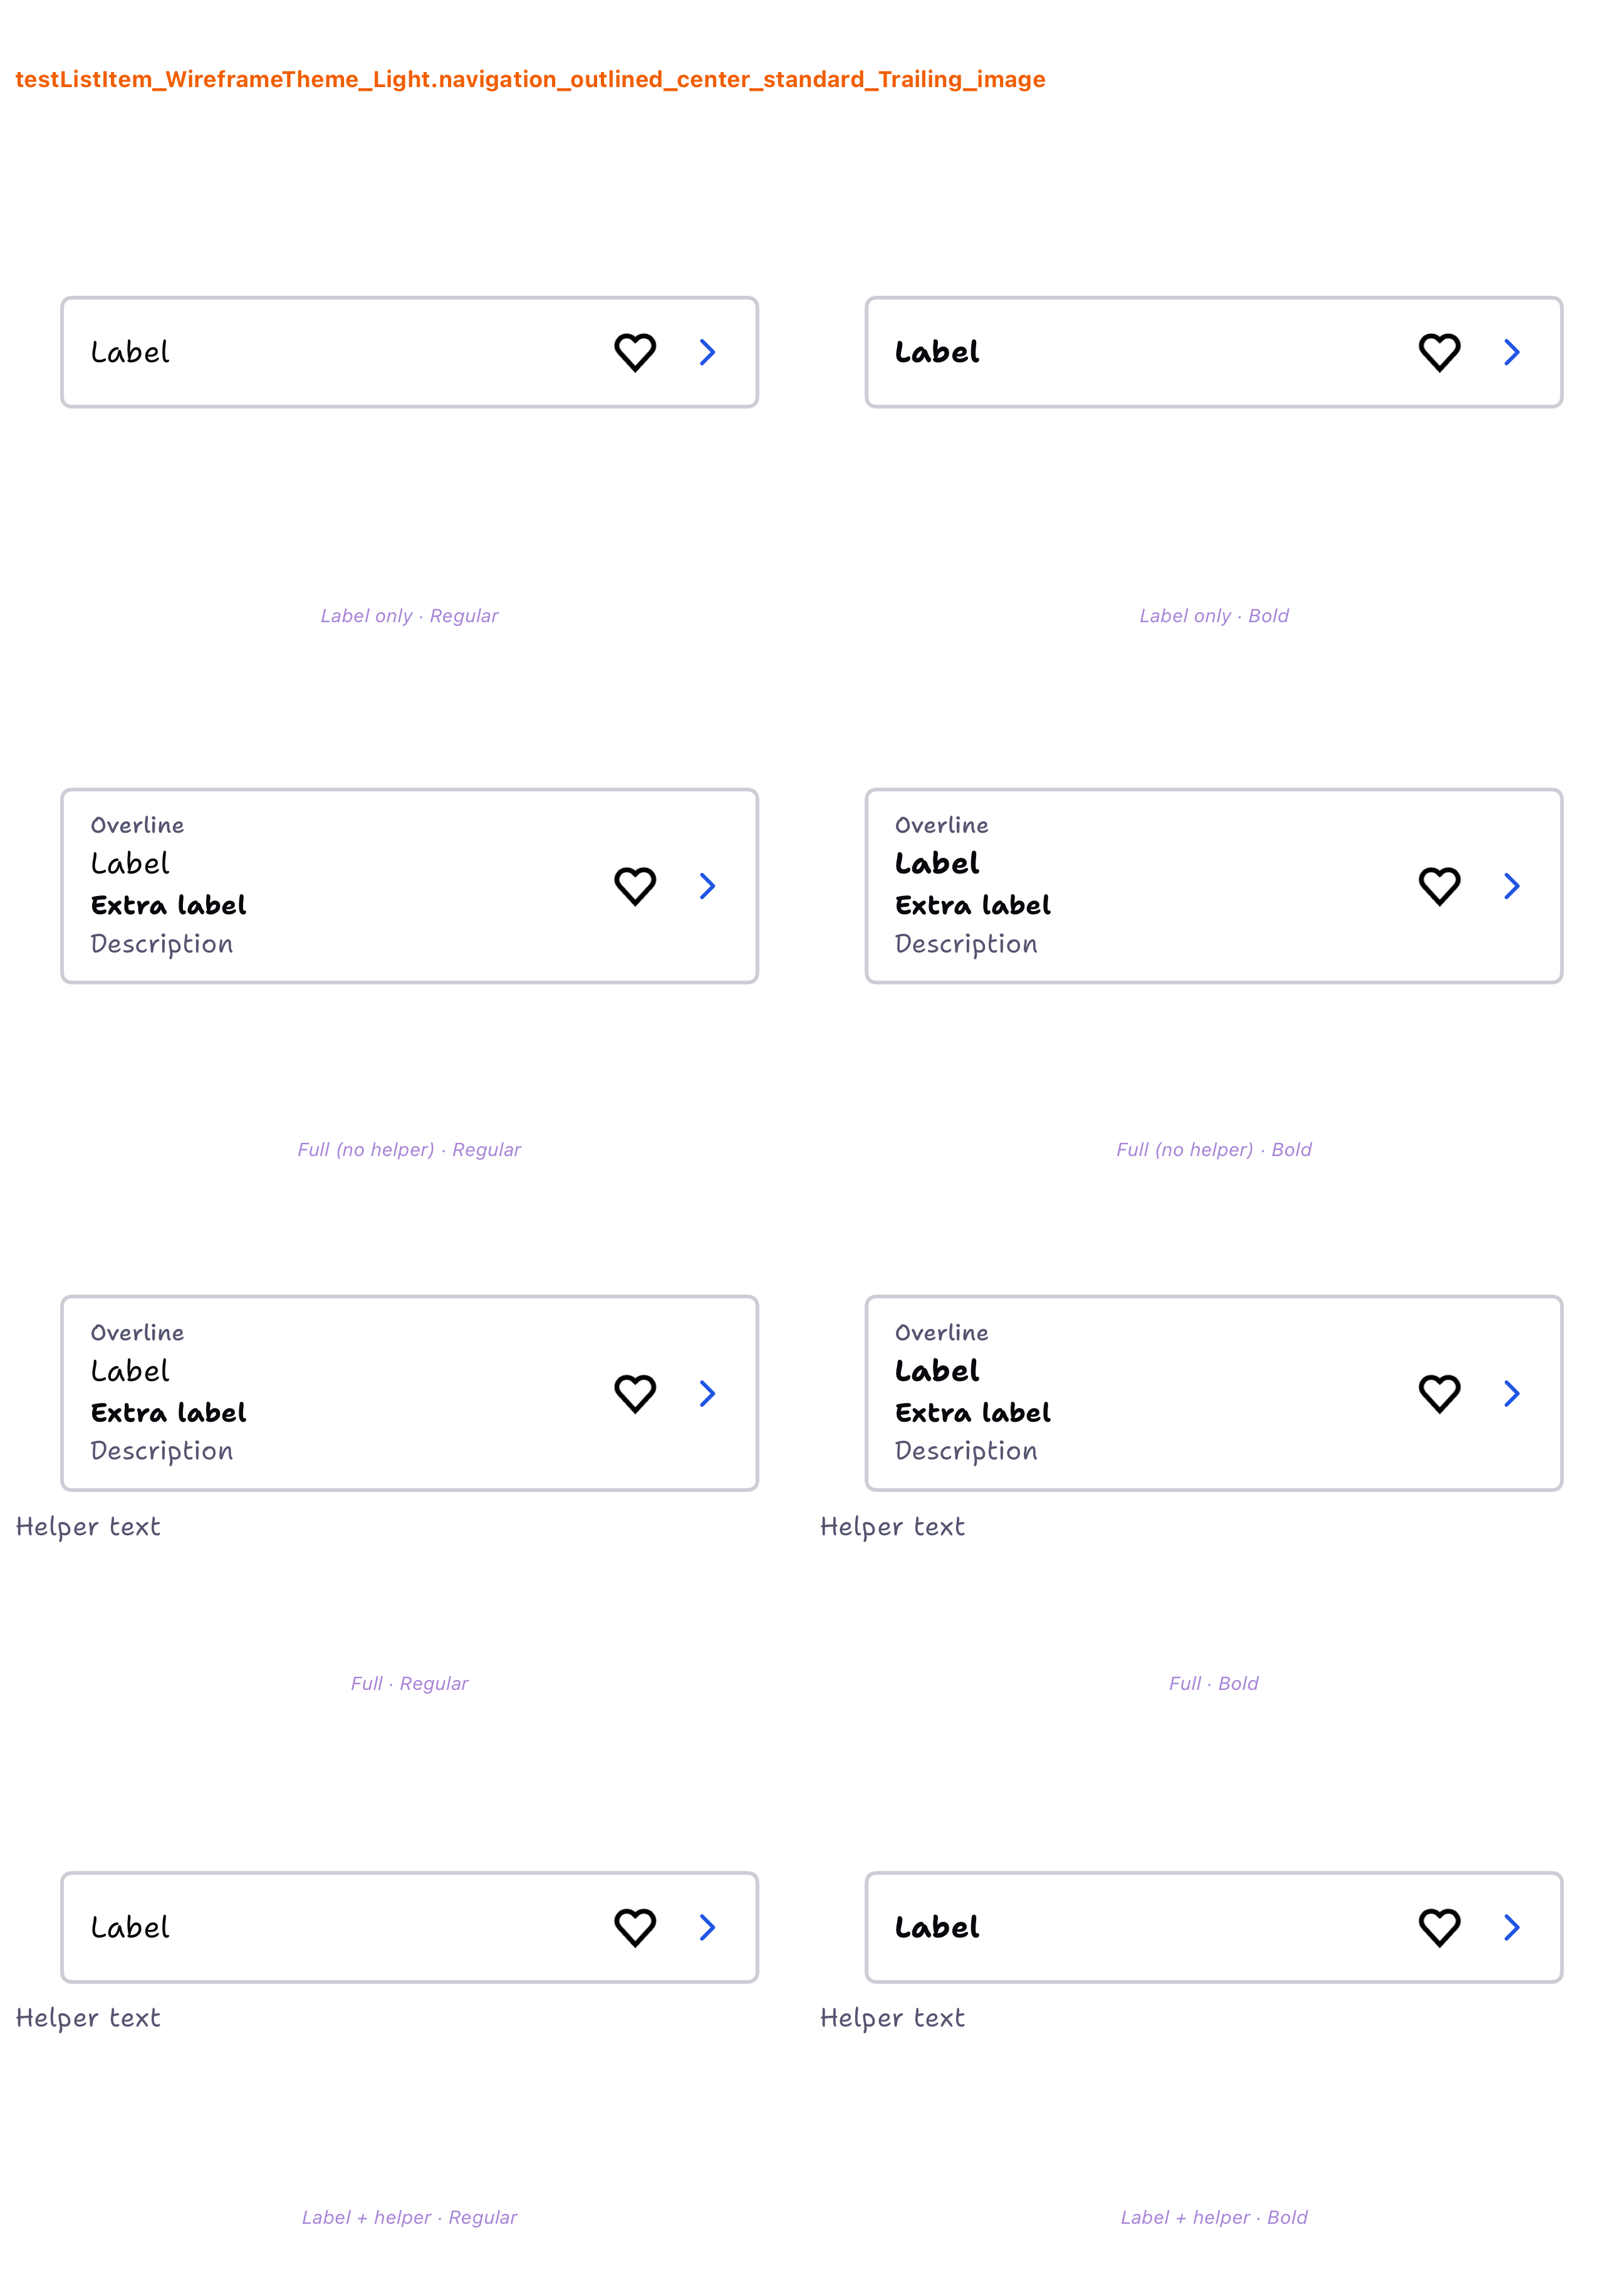 testListItem_WireframeTheme_Light.navigation_outlined_center_standard_Trailing_image
Label
Label
Label only · Regular
Label only · Bold
Overline
Label
Extra label
Description
Overline
Label
Extra label
Description
Full (no helper) · Regular
Full (no helper) · Bold
Overline
Label
Extra label
Description
Helper text
Overline
Label
Extra label
Description
Helper text
Full · Regular
Full · Bold
Label
Helper text
Label
Helper text
Label + helper · Regular
Label + helper · Bold